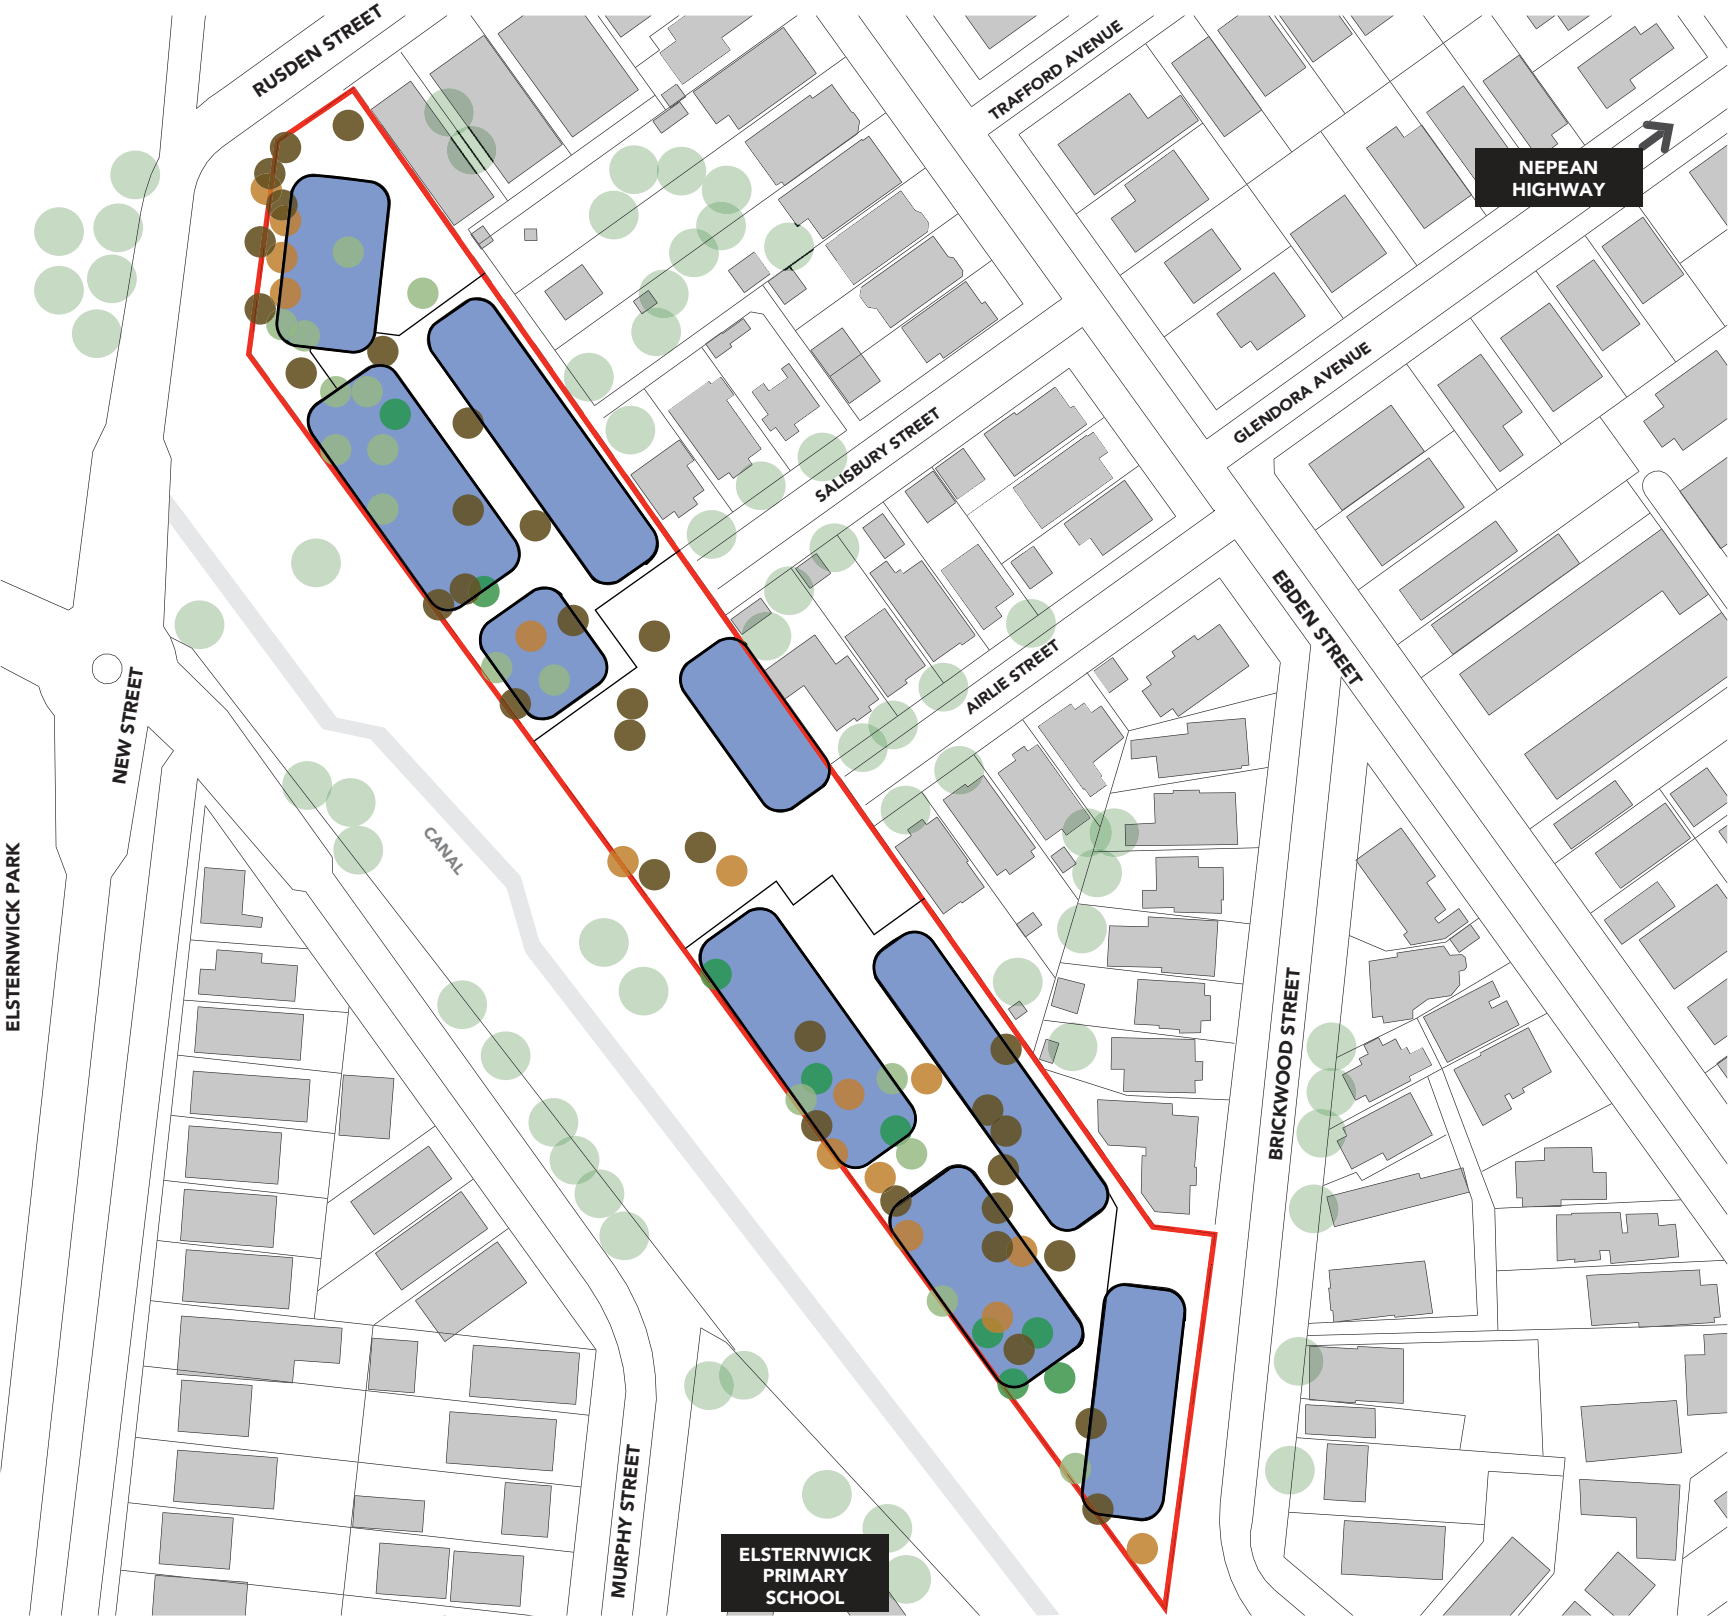 RUSDEN STREET
TRAFFORD AVENUE
NEPEAN
HIGHWAY
GLENDORA AVENUE
SALISBURY STREET
EBDEN STREET
AIRLIE STREET
NEW STREET
CANAL
ELSTERNWICK PARK
BRICKWOOD STREET
MURPHY STREET
ELSTERNWICK
PRIMARY
SCHOOL